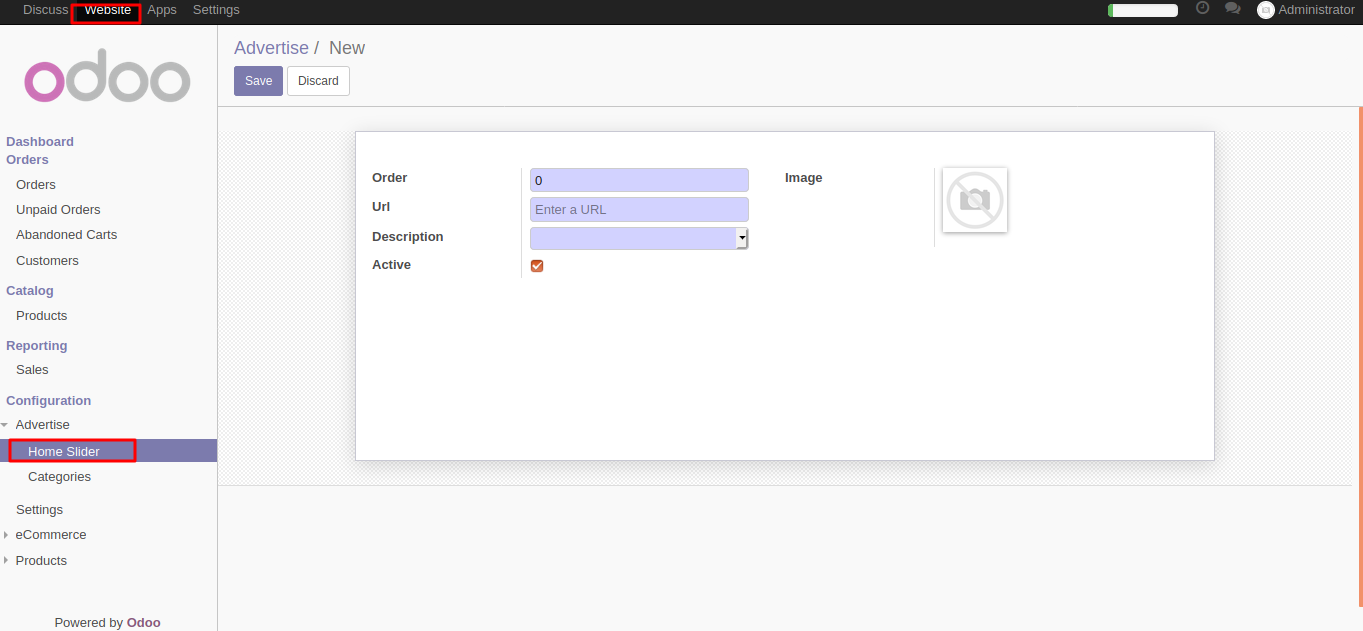 Discuss Website Apps Settings Administrator
odoo
Dashboard
Orders
Orders
Unpaid Orders
Abandoned Carts
Customers
Catalog
Products
Reporting
Sales
Configuration
Advertise
Home Slider
Categories
Settings
eCommerce
Products
Powered by Odoo
Advertise / New
Save Discard
Order 0
Url Enter a URL
Description
Active
Image